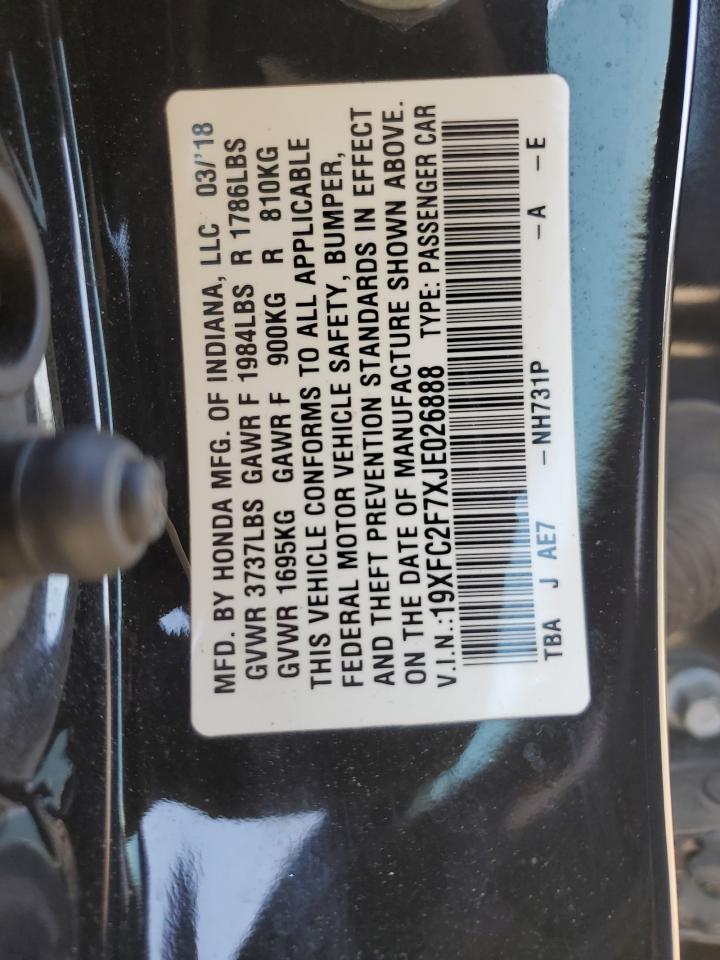 MFD. BY HONDA MFG. OF INDIANA, LLC 03/'18
GVWR 3737LBS GAWR F 1984LBS R 1786LBS
GVWR 1695KG GAWR F 900KG R 810KG
THIS VEHICLE CONFORMS TO ALL APPLICABLE
FEDERAL MOTOR VEHICLE SAFETY, BUMPER,
AND THEFT PREVENTION STANDARDS IN EFFECT
ON THE DATE OF MANUFACTURE SHOWN ABOVE.
V.I.N.:19XFC2F7XJE026888 TYPE: PASSENGER CAR
TBA J AE7 – NH731P – A – E